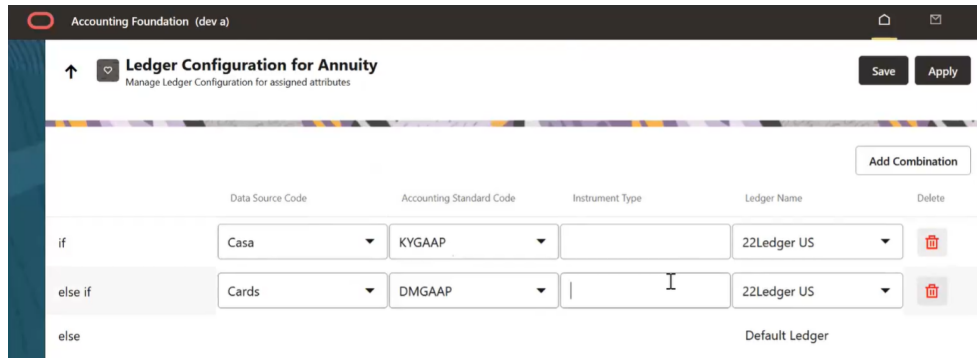 Accounting Foundation (dev a)
Ledger Configuration for Annuity
Manage Ledger Configuration for assigned attributes
Save Apply
Add Combination
Data Source Code Accounting Standard Code Instrument Type Ledger Name Delete
if Casa KYGAAP 22Ledger US
else if Cards DMGAAP 22Ledger US
else Default Ledger